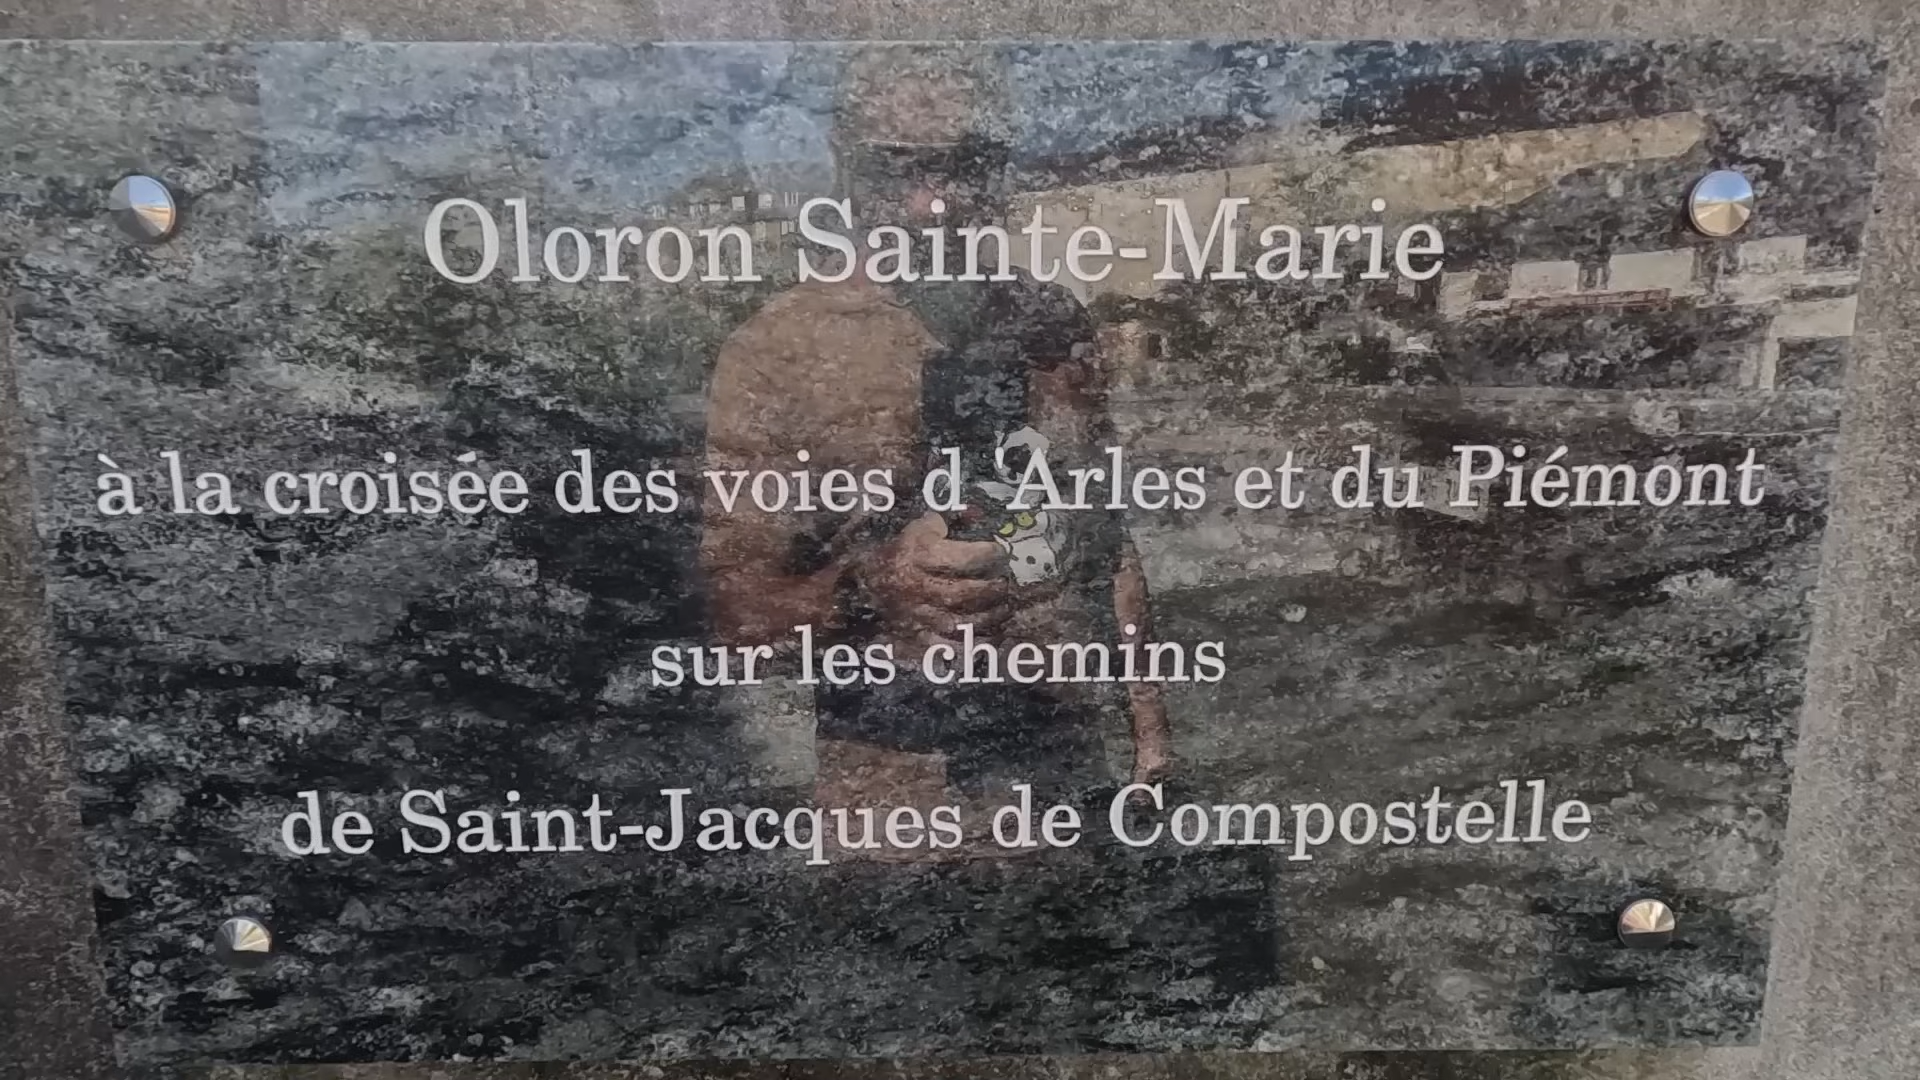 Oloron Sainte-Marie
à la croisée des voies d 'Arles et du Piémont
sur les chemins
de Saint-Jacques de Compostelle